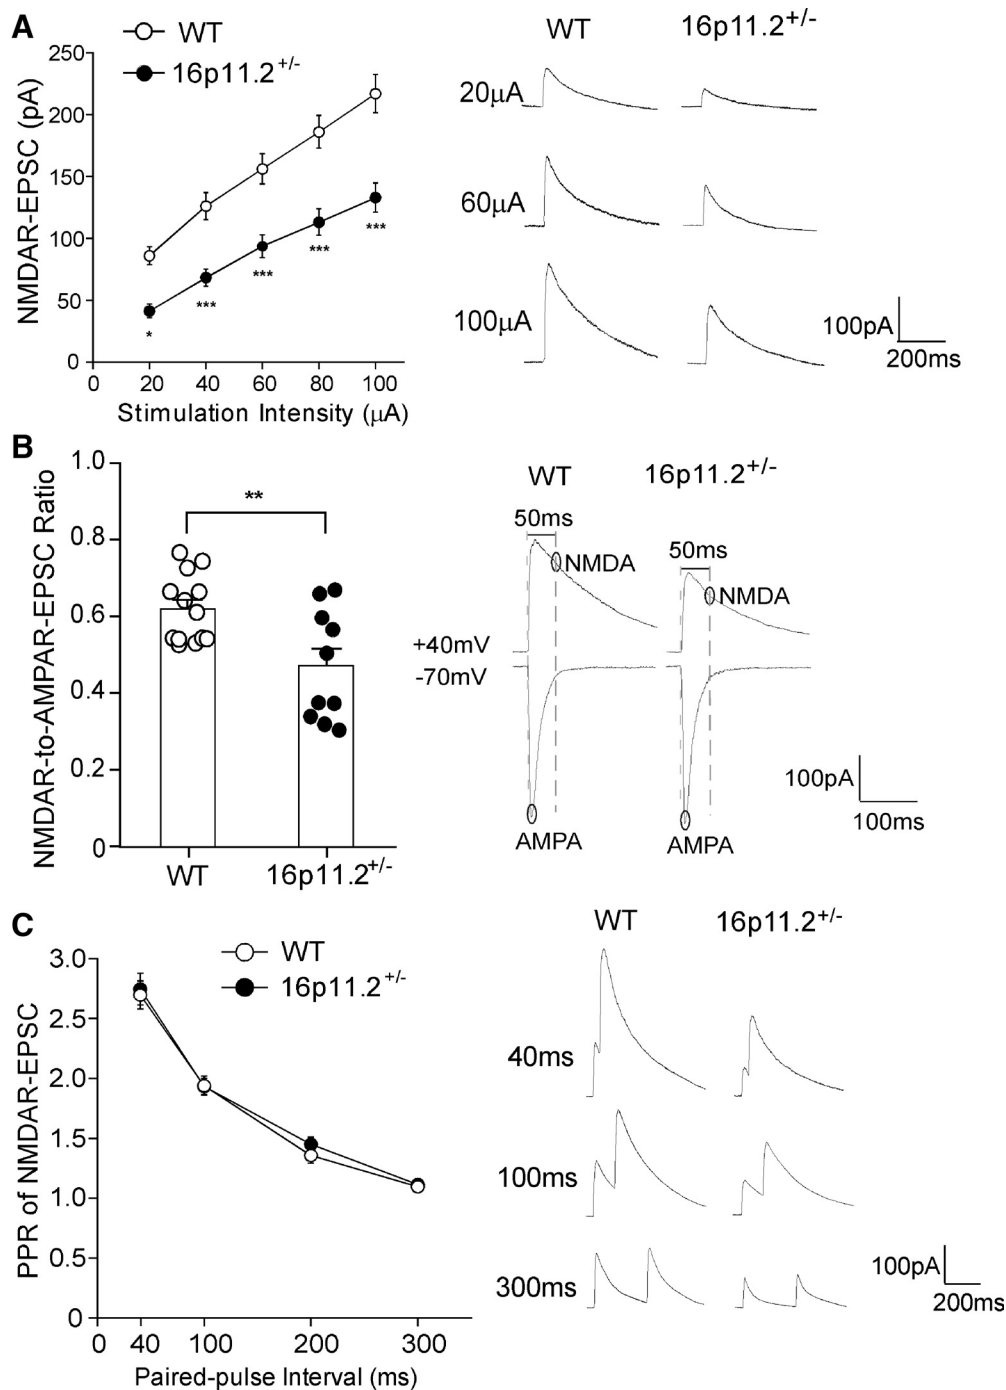 A
WT
16p11.2+/-
NMDAR-EPSC (pA)
250
200
150
100
50
0
0 20 40 60 80 100
Stimulation Intensity (μA)
* *** *** *** ***
WT 16p11.2+/-
20μA
60μA
100μA
100pA
200ms
B
NMDAR-to-AMPAR-EPSC Ratio
1.0
0.8
0.6
0.4
0.2
0
**
WT 16p11.2+/-
WT 16p11.2+/-
50ms 50ms
NMDA NMDA
+40mV
-70mV
AMPA AMPA
100pA
100ms
C
WT
16p11.2+/-
PPR of NMDAR-EPSC
3.0
2.5
2.0
1.5
1.0
0.5
0
0 40 100 200 300
Paired-pulse Interval (ms)
WT 16p11.2+/-
40ms
100ms
300ms
100pA
200ms